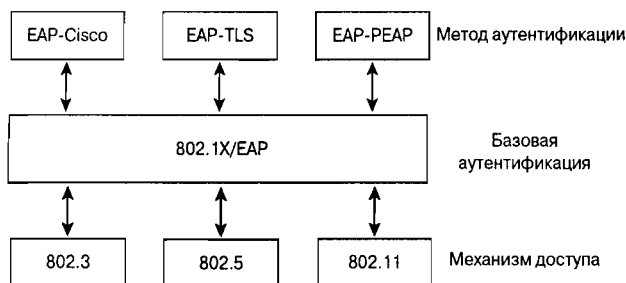 EAP-Cisco EAP-TLS EAP-PEAP Метод аутентификации
802.1X/EAP Базовая
аутентификация
802.3 802.5 802.11 Механизм доступа